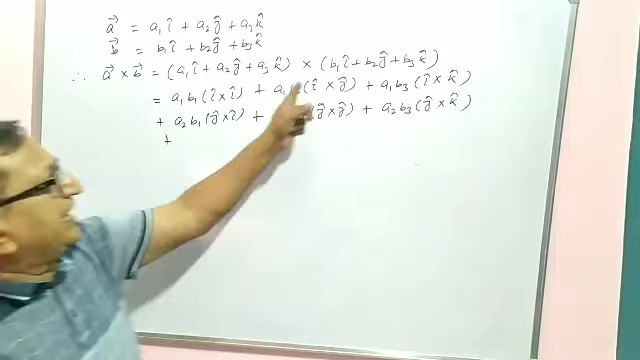 a⃗ = a₁î + a₂ĵ + a₃k̂
b⃗ = b₁î + b₂ĵ + b₃k̂
∴ a⃗ × b⃗ = (a₁î + a₂ĵ + a₃k̂) × (b₁î + b₂ĵ + b₃k̂)
= a₁b₁(î × î) + a₁ (î × ĵ) + a₁b₃(î × k̂)
+ a₂b₁(ĵ × î) + (ĵ × ĵ) + a₂b₃(ĵ × k̂)
+